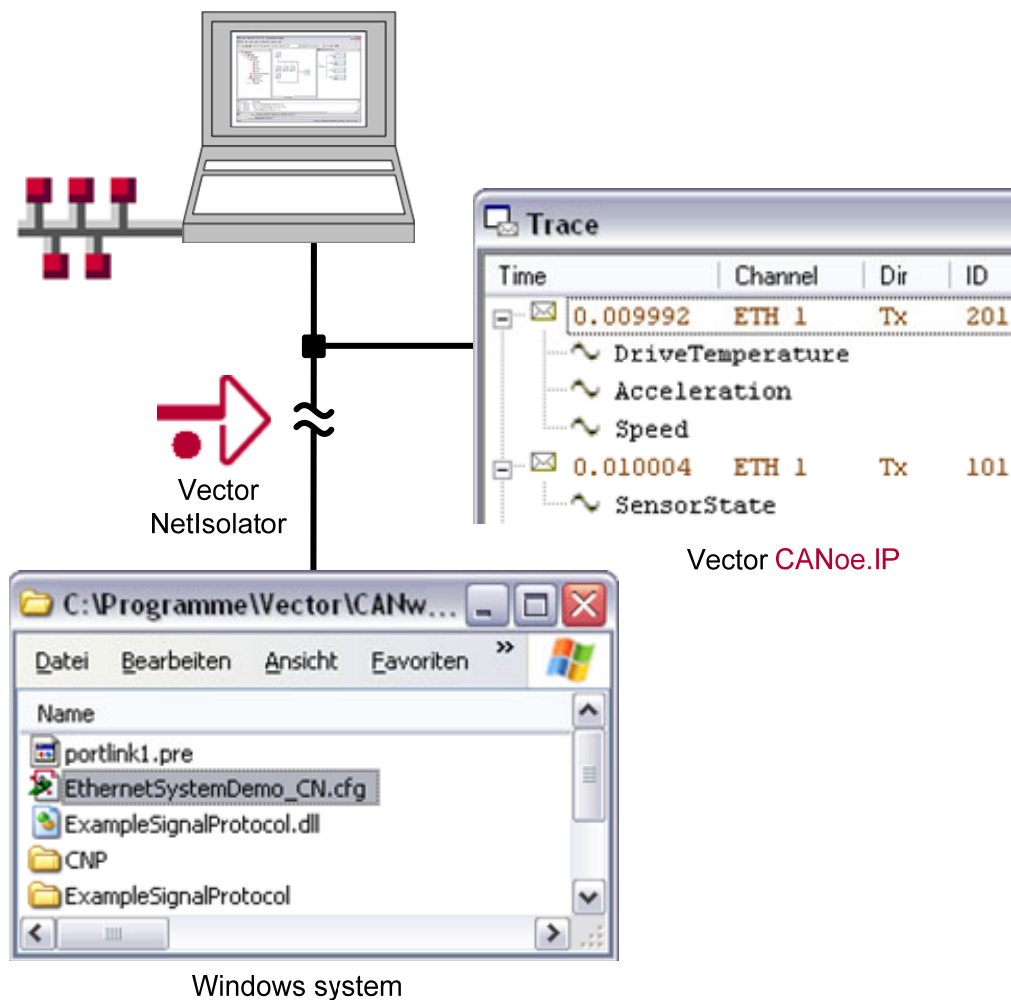 Trace
Time Channel Dir ID
0.009992 ETH 1 Tx 201
DriveTemperature
Acceleration
Speed
0.010004 ETH 1 Tx 101
SensorState
Vector CANoe.IP
Vector
NetIsolator
C:\Programme\Vector\CANw...
Datei Bearbeiten Ansicht Favoriten »
Name
portlink1.pre
EthernetSystemDemo_CN.cfg
ExampleSignalProtocol.dll
CNP
ExampleSignalProtocol
Windows system